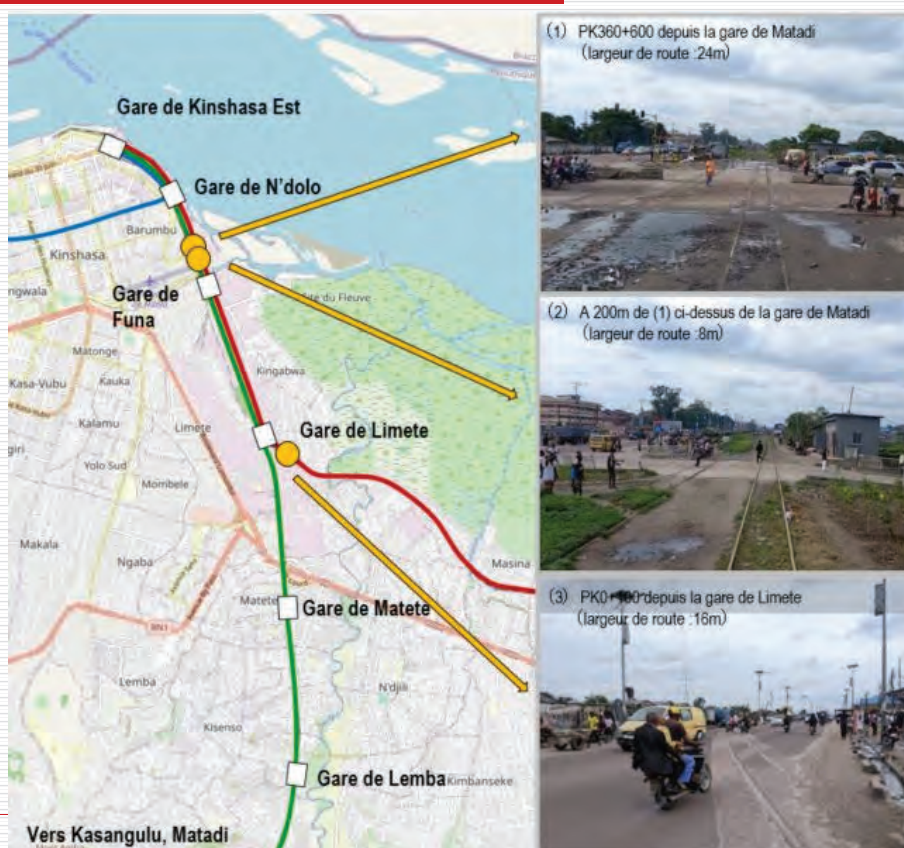 Gare de Kinshasa Est
Gare de N'dolo
Barumbu
Kinshasa
ngwala
Gare de
Funa
Matonge
Kasa-Vubu
Kauka
Kingabwa
Kalamu
Limete
Gare de Limete
giri
Yolo Sud
Mombele
Makala
Ngaba
Masina
Matete
Gare de Matete
RN1
Lemba
N'djili
Kisenso
Gare de Lemba
Kimbanseke
Vers Kasangulu, Matadi
(1) PK360+600 depuis la gare de Matadi
(largeur de route :24m)
(2) A 200m de (1) ci-dessus de la gare de Matadi
(largeur de route :8m)
(3) depuis la gare de Limete
(largeur de route :16m)